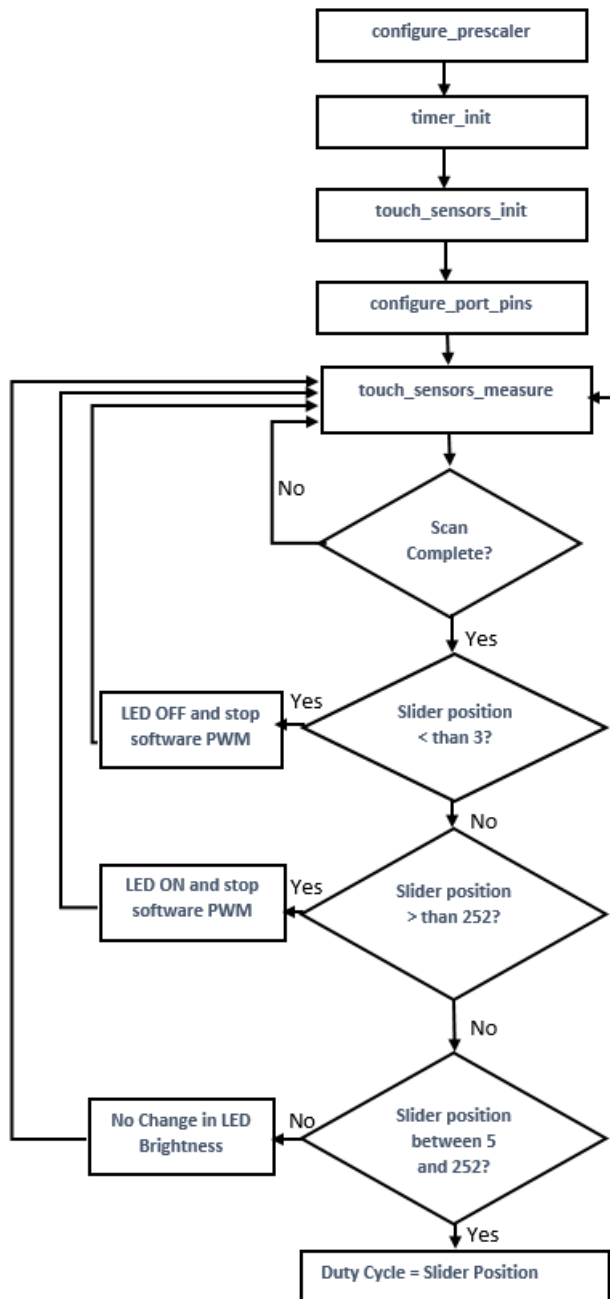 configure_prescaler
timer_init
touch_sensors_init
configure_port_pins
touch_sensors_measure
No
Scan
Complete?
Yes
LED OFF and stop
software PWM
Yes
Slider position
< than 3?
No
LED ON and stop
software PWM
Yes
Slider position
> than 252?
No
No Change in LED
Brightness
No
Slider position
between 5
and 252?
Yes
Duty Cycle = Slider Position